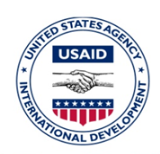 UNITED STATES AGENCY
USAID
INTERNATIONAL DEVELOPMENT